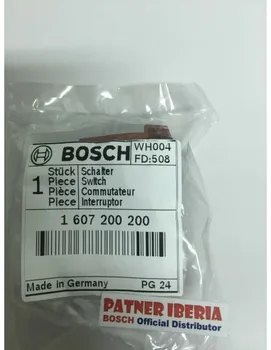 BOSCH
WH004
FD:508
1 Stück Schalter
Piece Switch
Pièce Commutateur
Piece Interruptor
1 607 200 200
Made in Germany PG 24
PATNER IBERIA
BOSCH Official Distributor